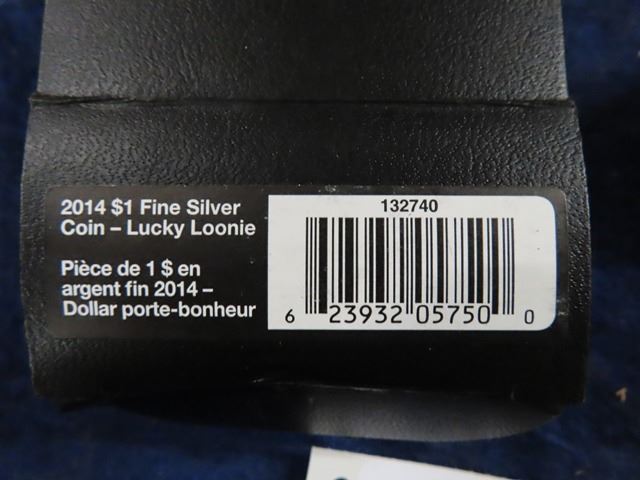 2014 $1 Fine Silver
Coin – Lucky Loonie
Pièce de 1 $ en
argent fin 2014 –
Dollar porte-bonheur
132740
6 23932 05750 0